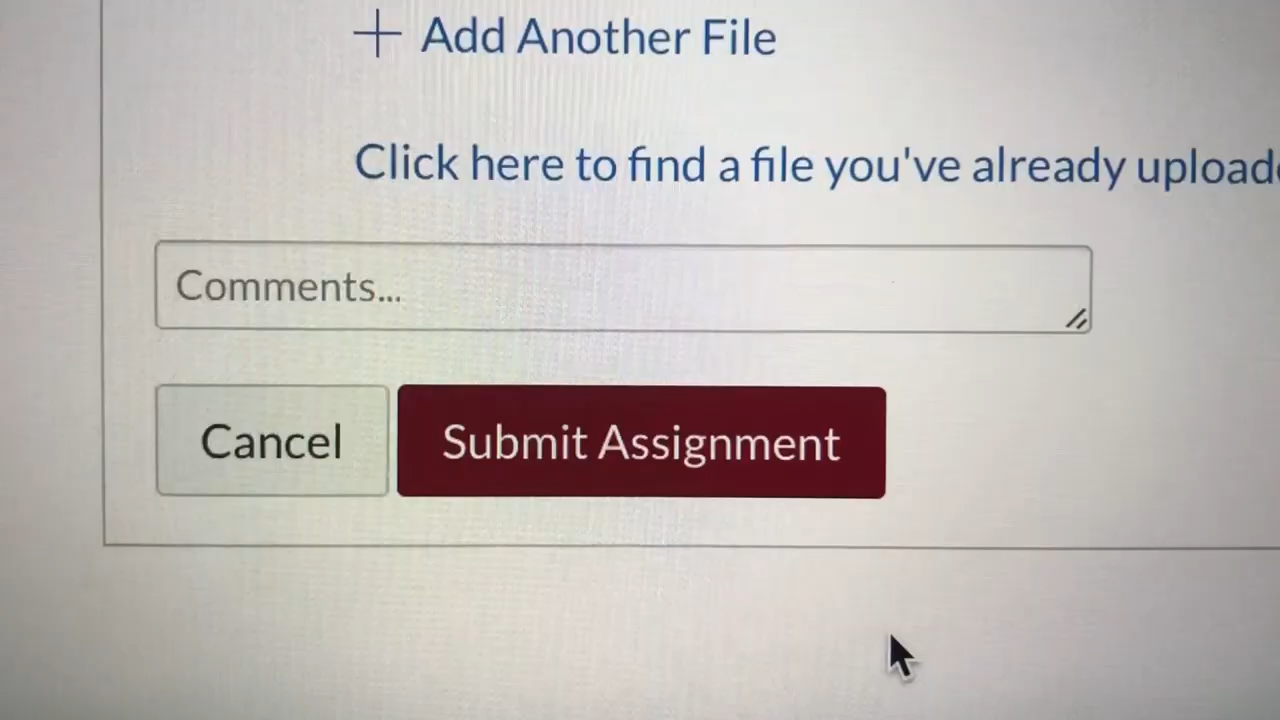 + Add Another File
Click here to find a file you've already upload
Comments...
Cancel
Submit Assignment